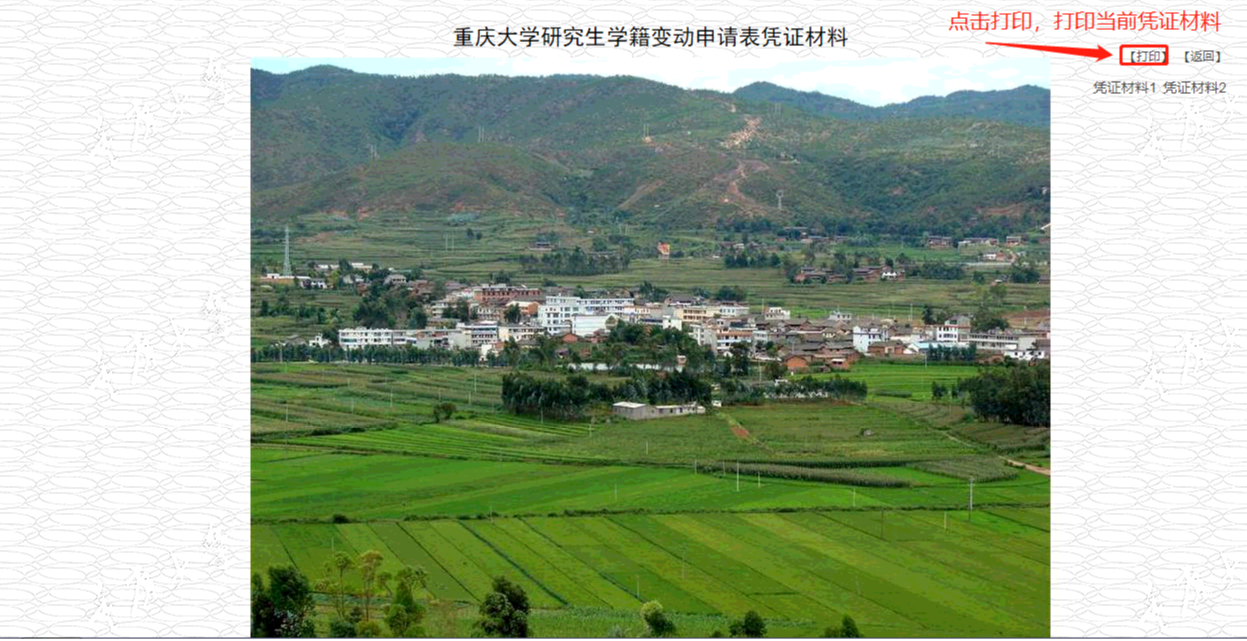 点击打印，打印当前凭证材料
重庆大学研究生学籍变动申请表凭证材料
【打印】 【返回】
凭证材料1 凭证材料2